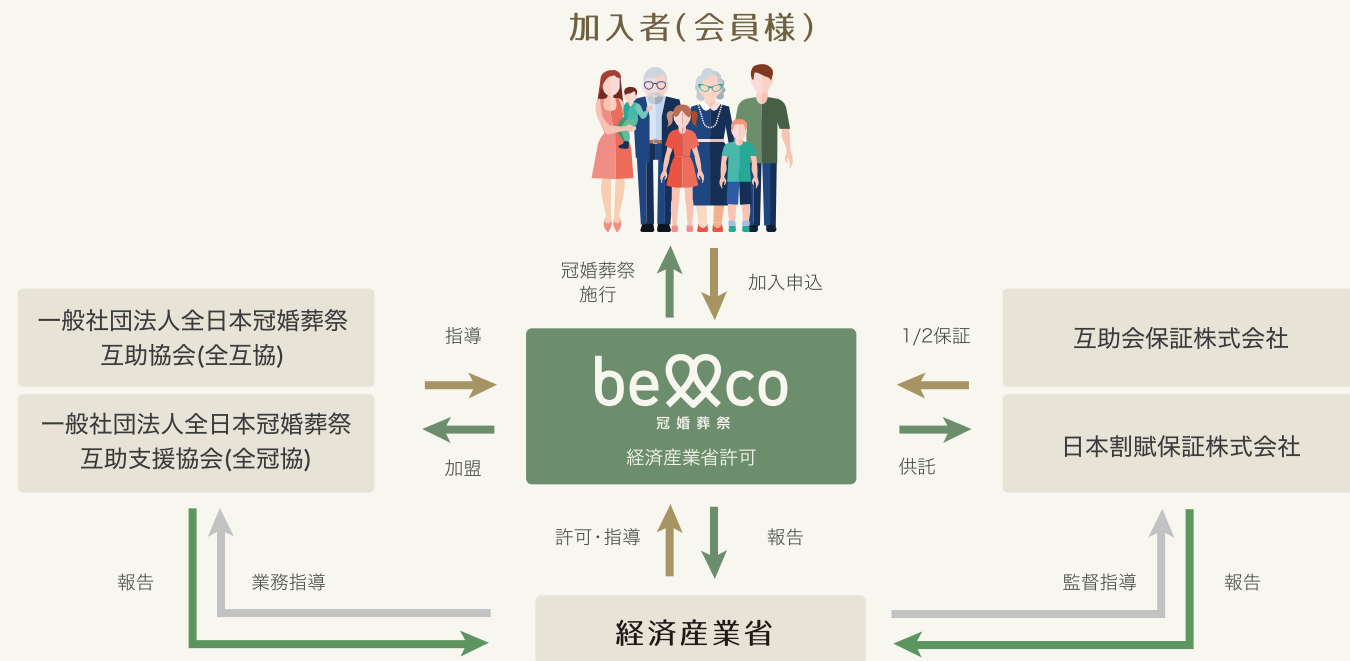 加入者(会員様)
冠婚葬祭
施行
加入申込
一般社団法人全日本冠婚葬祭
互助協会(全互協)
一般社団法人全日本冠婚葬祭
互助支援協会(全冠協)
指導
加盟
bellco
冠婚葬祭
経済産業省許可
1/2保証
供託
互助会保証株式会社
日本割賦保証株式会社
許可・指導
報告
報告
業務指導
監督指導
報告
経済産業省